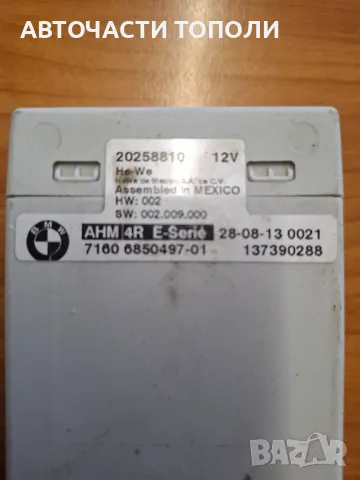 АВТОЧАСТИ ТОПОЛИ
20258810 12V
He-We
Assembled in MEXICO
HW: 002
SW: 002.009.000
BMW
AHM 4R E-Serie 28-08-13 0021
7160 6850497-01 137390288
bazar